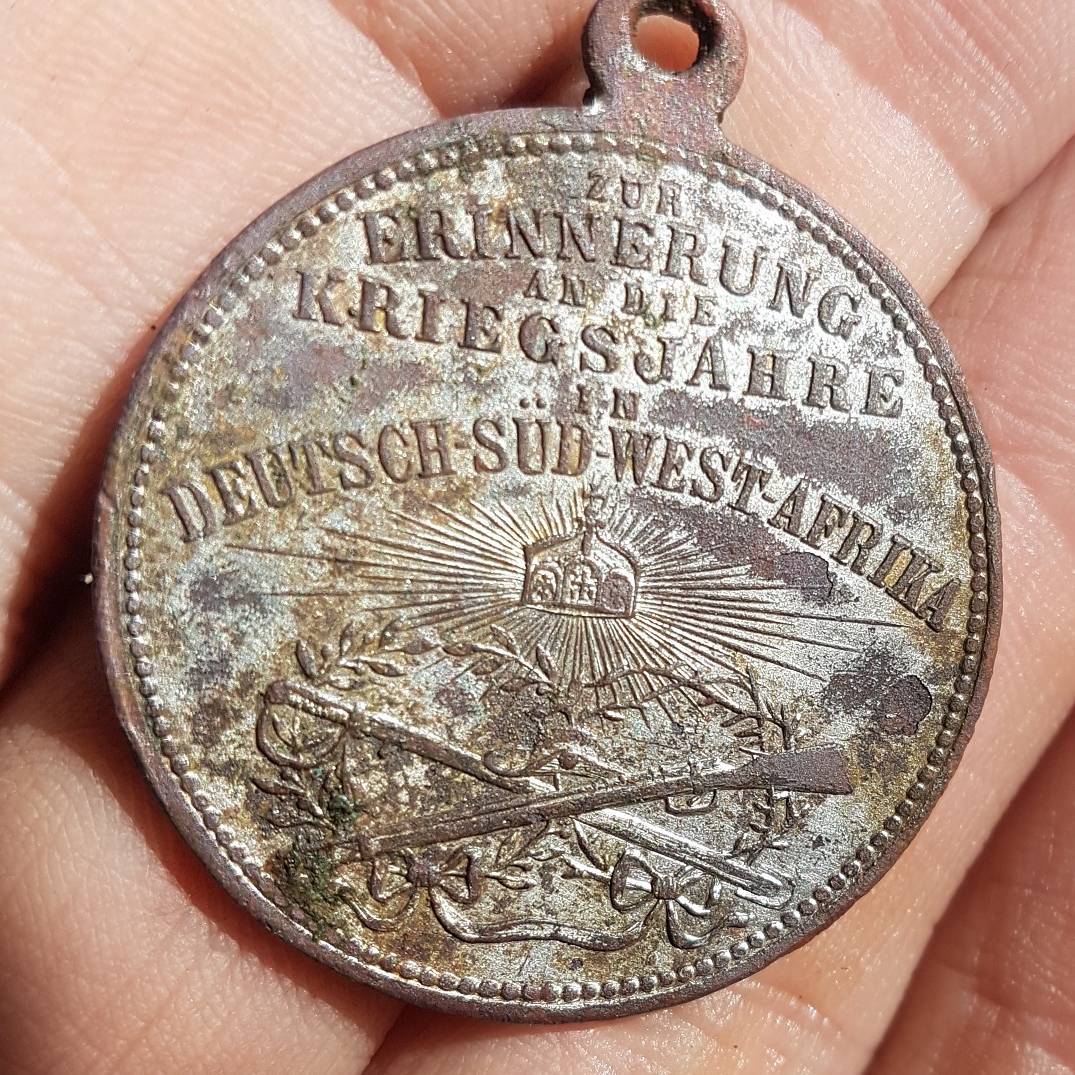 ZUR
ERINNERUNG
AN DIE
KRIEGSJAHRE
IN
DEUTSCH-SÜD-WEST-AFRIKA